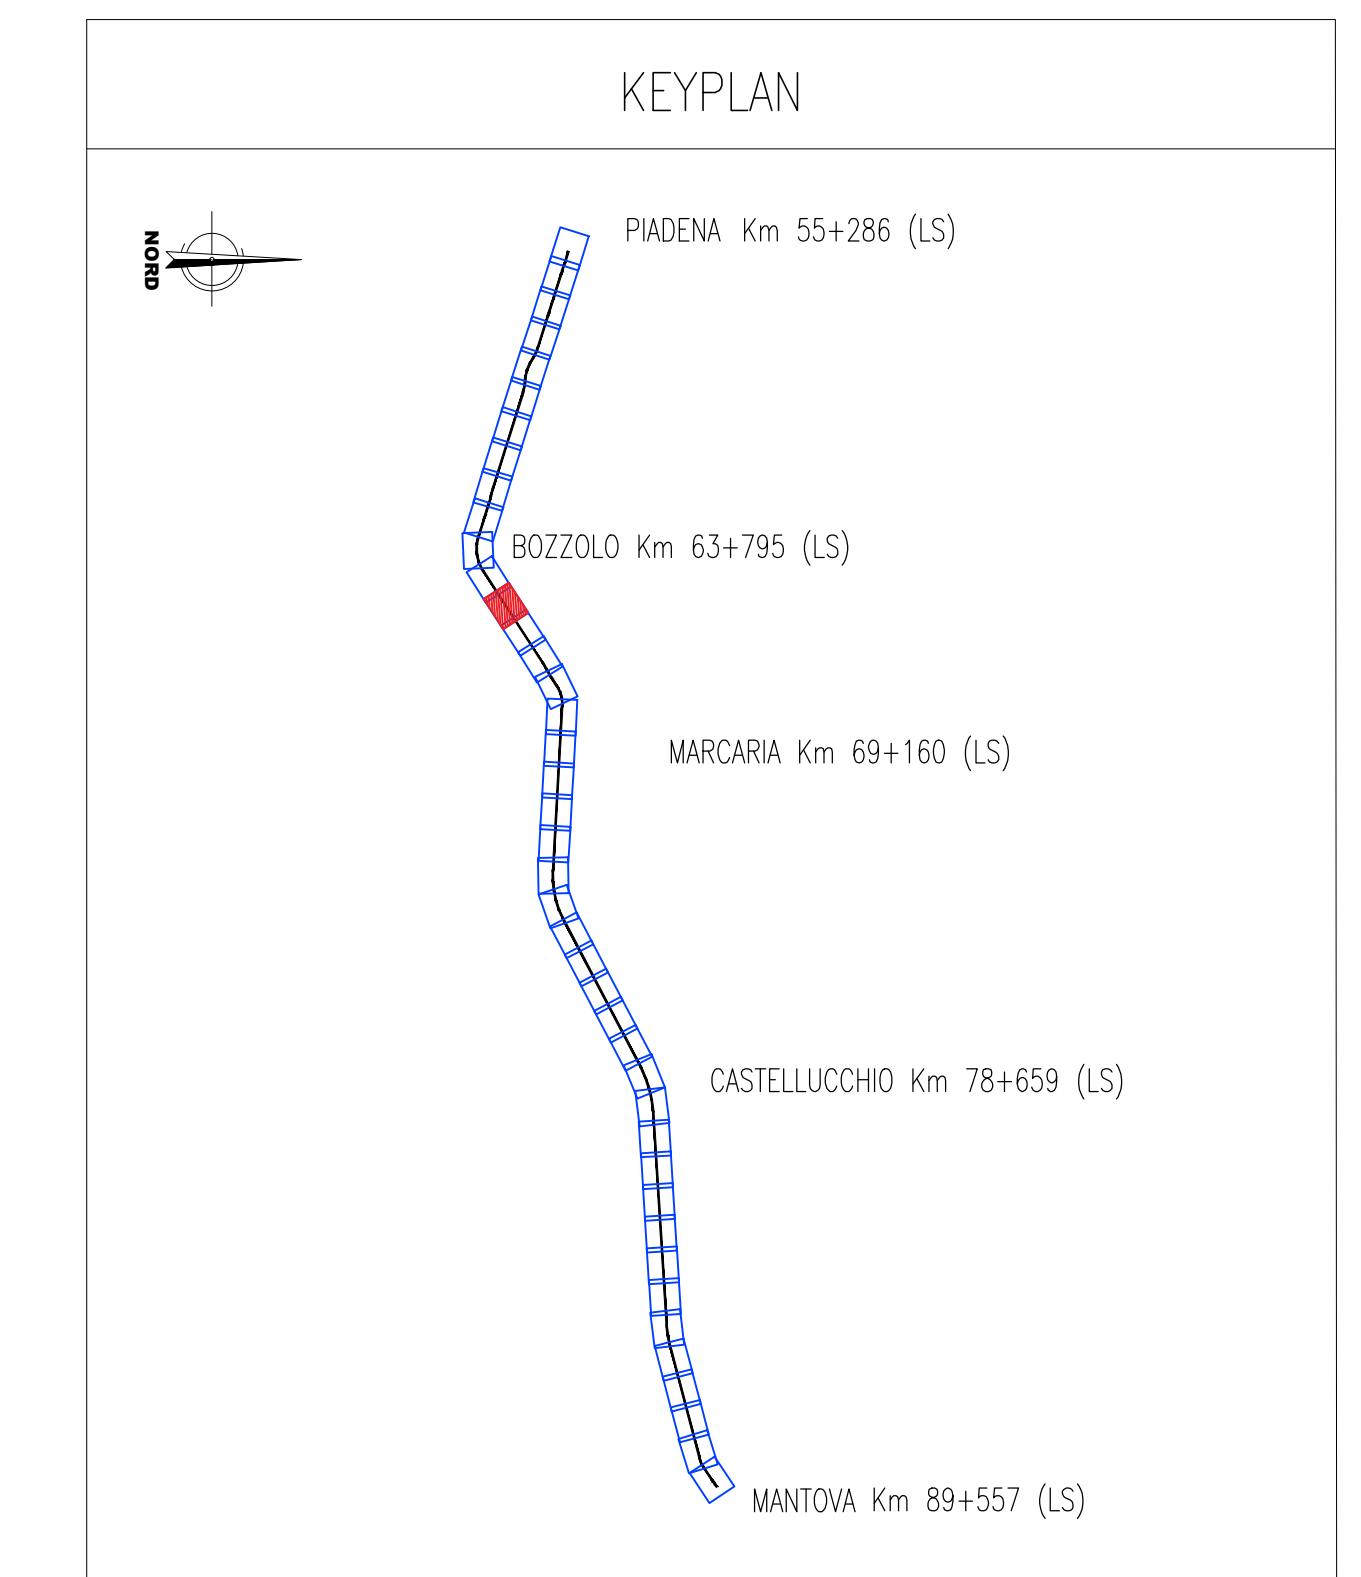 KEYPLAN
NORD
PIADENA Km 55+286 (LS)
BOZZOLO Km 63+795 (LS)
MARCARIA Km 69+160 (LS)
CASTELLUCCHIO Km 78+659 (LS)
MANTOVA Km 89+557 (LS)